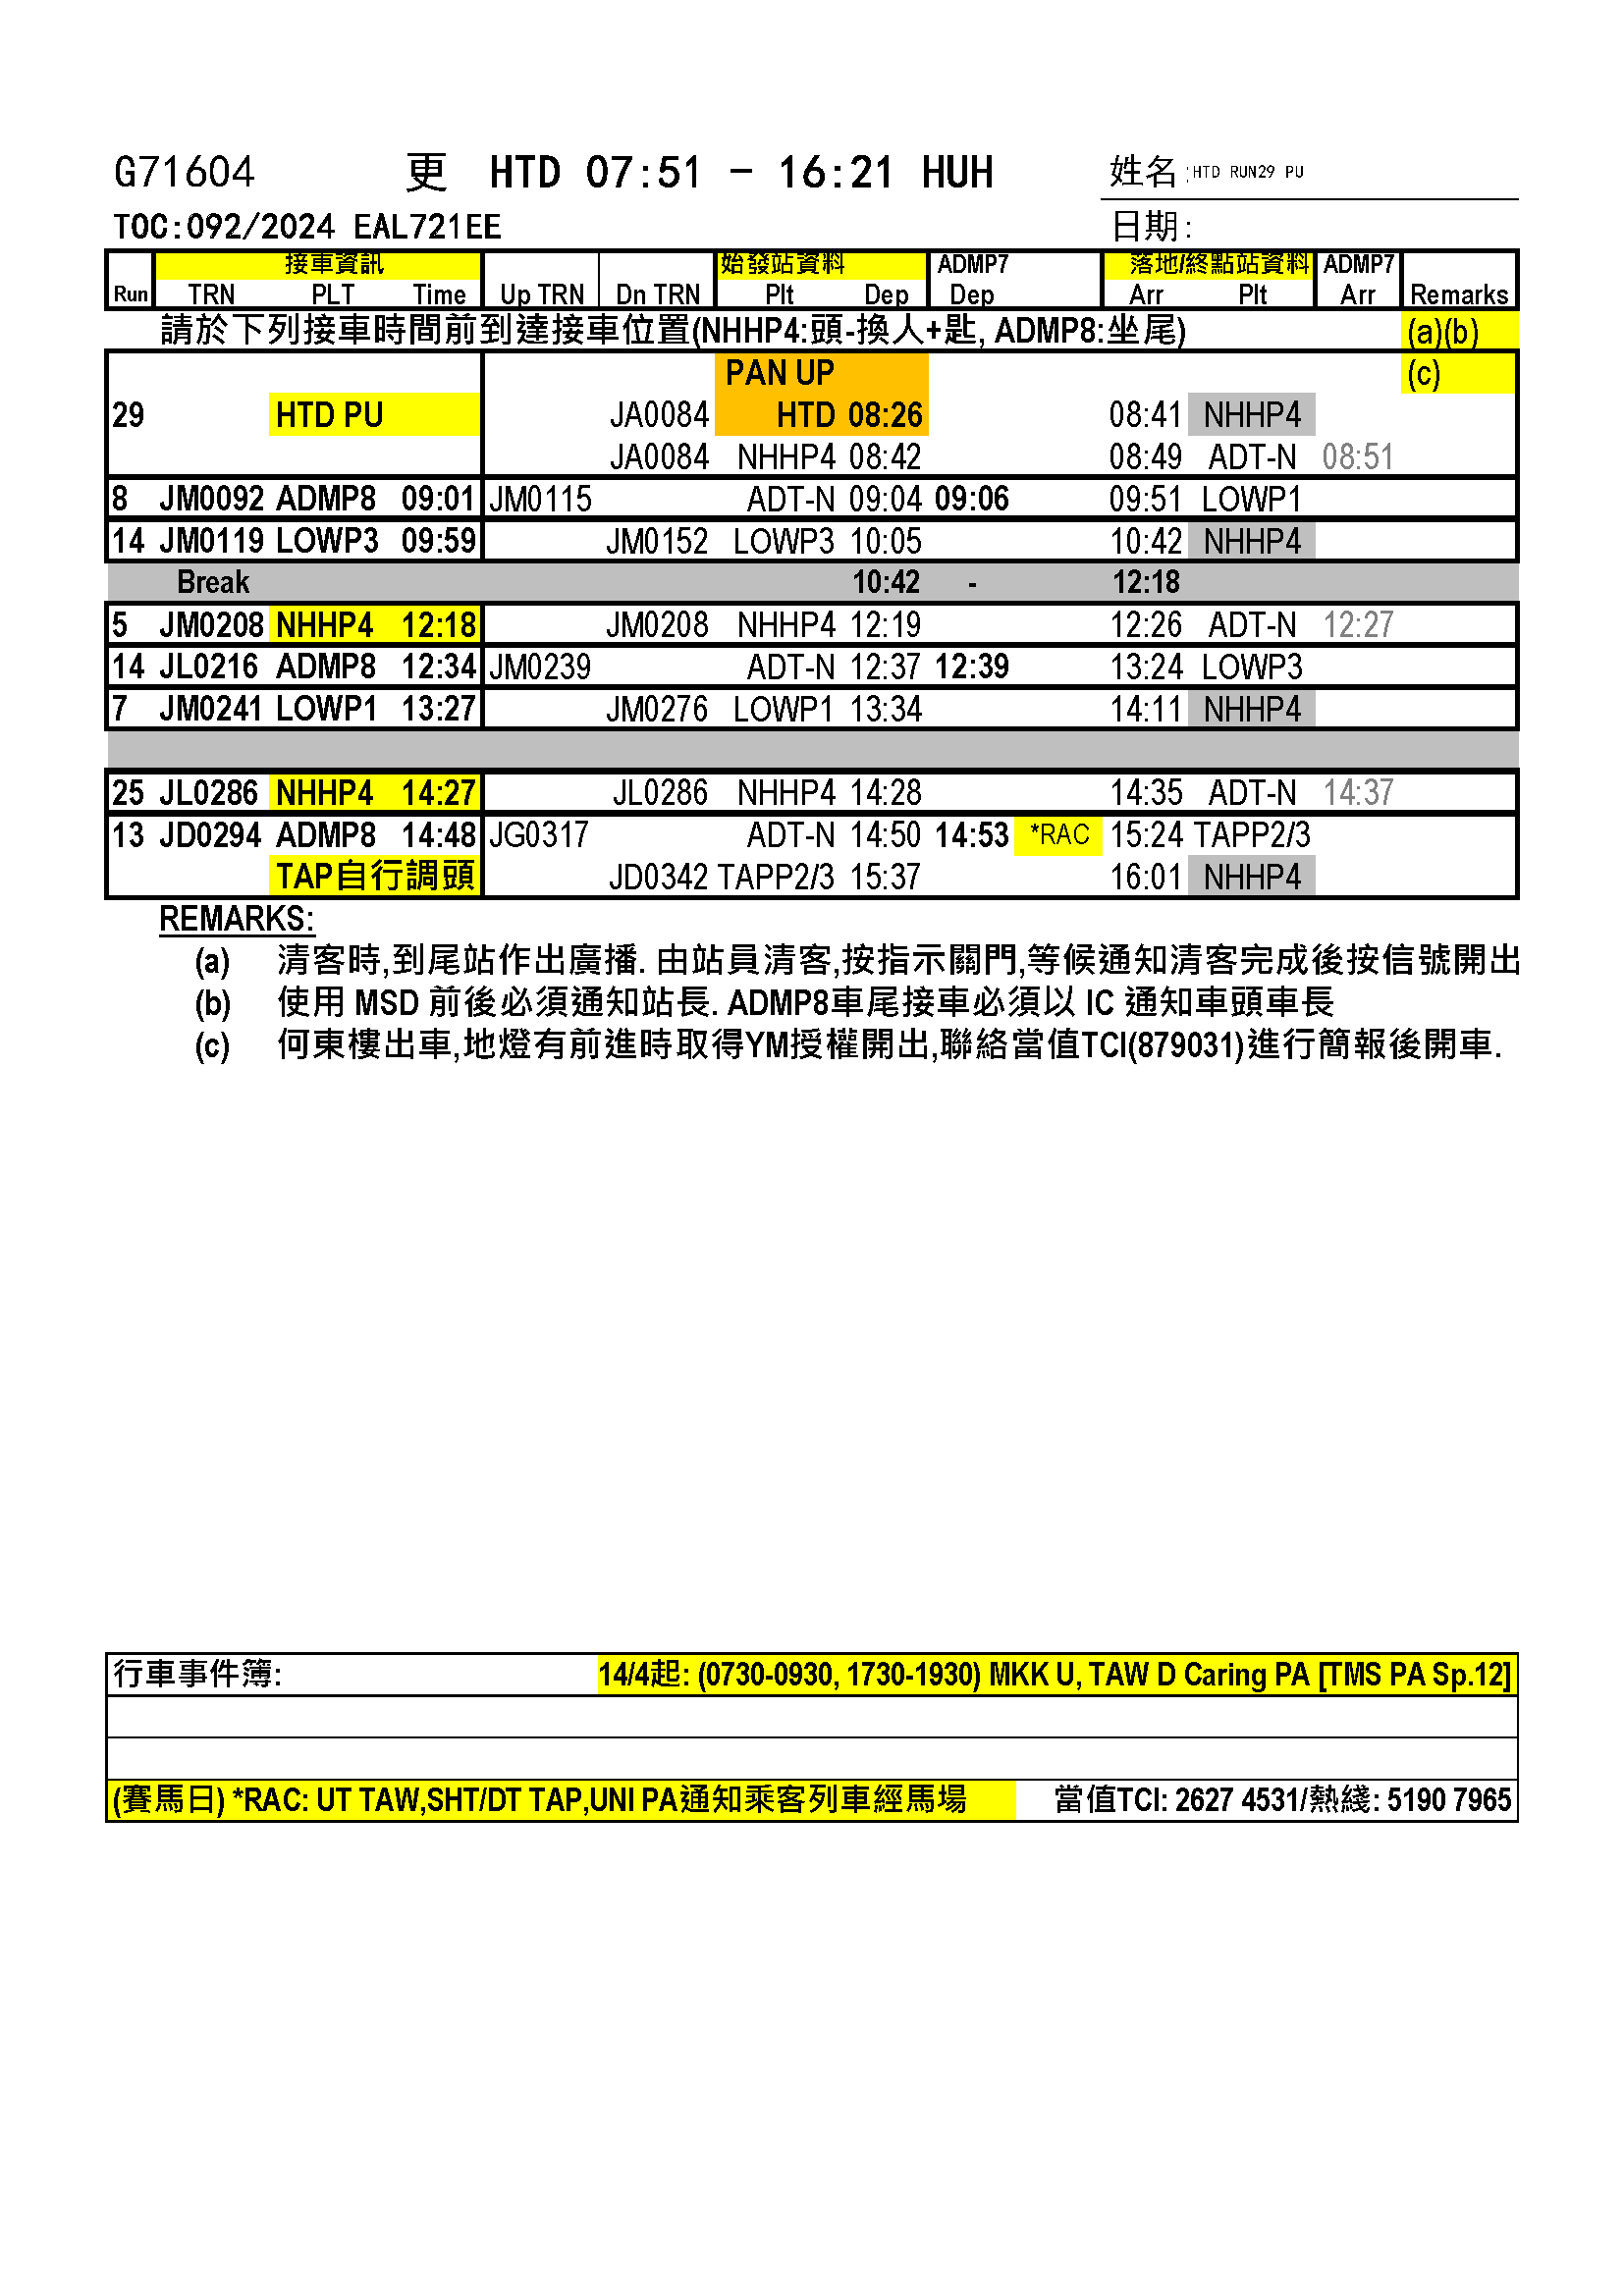 G71604 更 HTD 07:51 - 16:21 HUH 姓名:HTD RUN29 PU
TOC:092/2024 EAL721EE 日期:
接車資訊 始發站資料 ADMP7 落地/終點站資料 ADMP7
Run TRN PLT Time Up TRN Dn TRN Plt Dep Dep Arr Plt Arr Remarks
請於下列接車時間前到達接車位置(NHHP4:頭-換人+匙, ADMP8:坐尾) (a)(b)
PAN UP (c)
29 HTD PU JA0084 HTD 08:26 08:41 NHHP4
JA0084 NHHP4 08:42 08:49 ADT-N 08:51
8 JM0092 ADMP8 09:01 JM0115 ADT-N 09:04 09:06 09:51 LOWP1
14 JM0119 LOWP3 09:59 JM0152 LOWP3 10:05 10:42 NHHP4
Break 10:42 - 12:18
5 JM0208 NHHP4 12:18 JM0208 NHHP4 12:19 12:26 ADT-N 12:27
14 JL0216 ADMP8 12:34 JM0239 ADT-N 12:37 12:39 13:24 LOWP3
7 JM0241 LOWP1 13:27 JM0276 LOWP1 13:34 14:11 NHHP4
25 JL0286 NHHP4 14:27 JL0286 NHHP4 14:28 14:35 ADT-N 14:37
13 JD0294 ADMP8 14:48 JG0317 ADT-N 14:50 14:53 *RAC 15:24 TAPP2/3
TAP自行調頭 JD0342 TAPP2/3 15:37 16:01 NHHP4
REMARKS:
(a) 清客時,到尾站作出廣播. 由站員清客,按指示關門,等候通知清客完成後按信號開出
(b) 使用 MSD 前後必須通知站長. ADMP8車尾接車必須以 IC 通知車頭車長
(c) 何東樓出車,地燈有前進時取得YM授權開出,聯絡當值TCI(879031)進行簡報後開車.
行車事件簿: 14/4起: (0730-0930, 1730-1930) MKK U, TAW D Caring PA [TMS PA Sp.12]
(賽馬日) *RAC: UT TAW,SHT/DT TAP,UNI PA通知乘客列車經馬場 當值TCI: 2627 4531/熱綫: 5190 7965